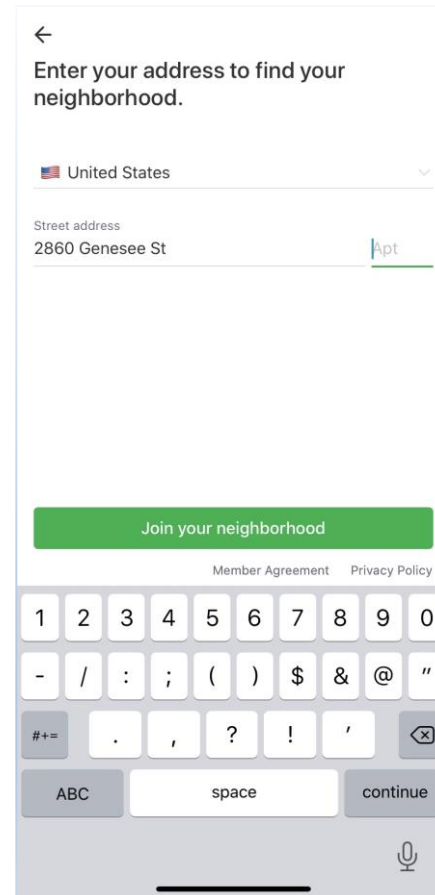 Enter your address to find your
neighborhood.
United States
Street address
2860 Genesee St
Apt
Join your neighborhood
Member Agreement Privacy Policy
1 2 3 4 5 6 7 8 9 0
- / : ; ( ) $ & @ "
#+= . , ? ! '
ABC space continue